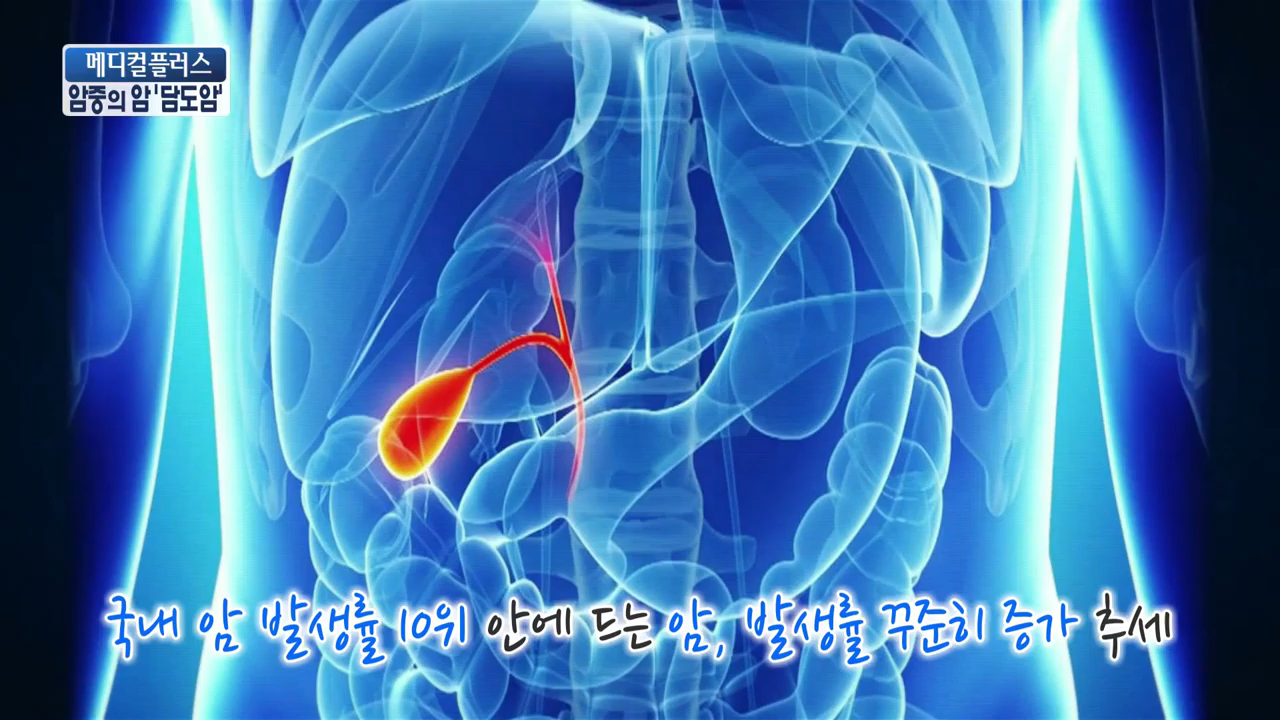 메디컬플러스
암중의 암 '담도암'
국내 암 발생률 10위 안에 드는 암, 발생률 꾸준히 증가 추세